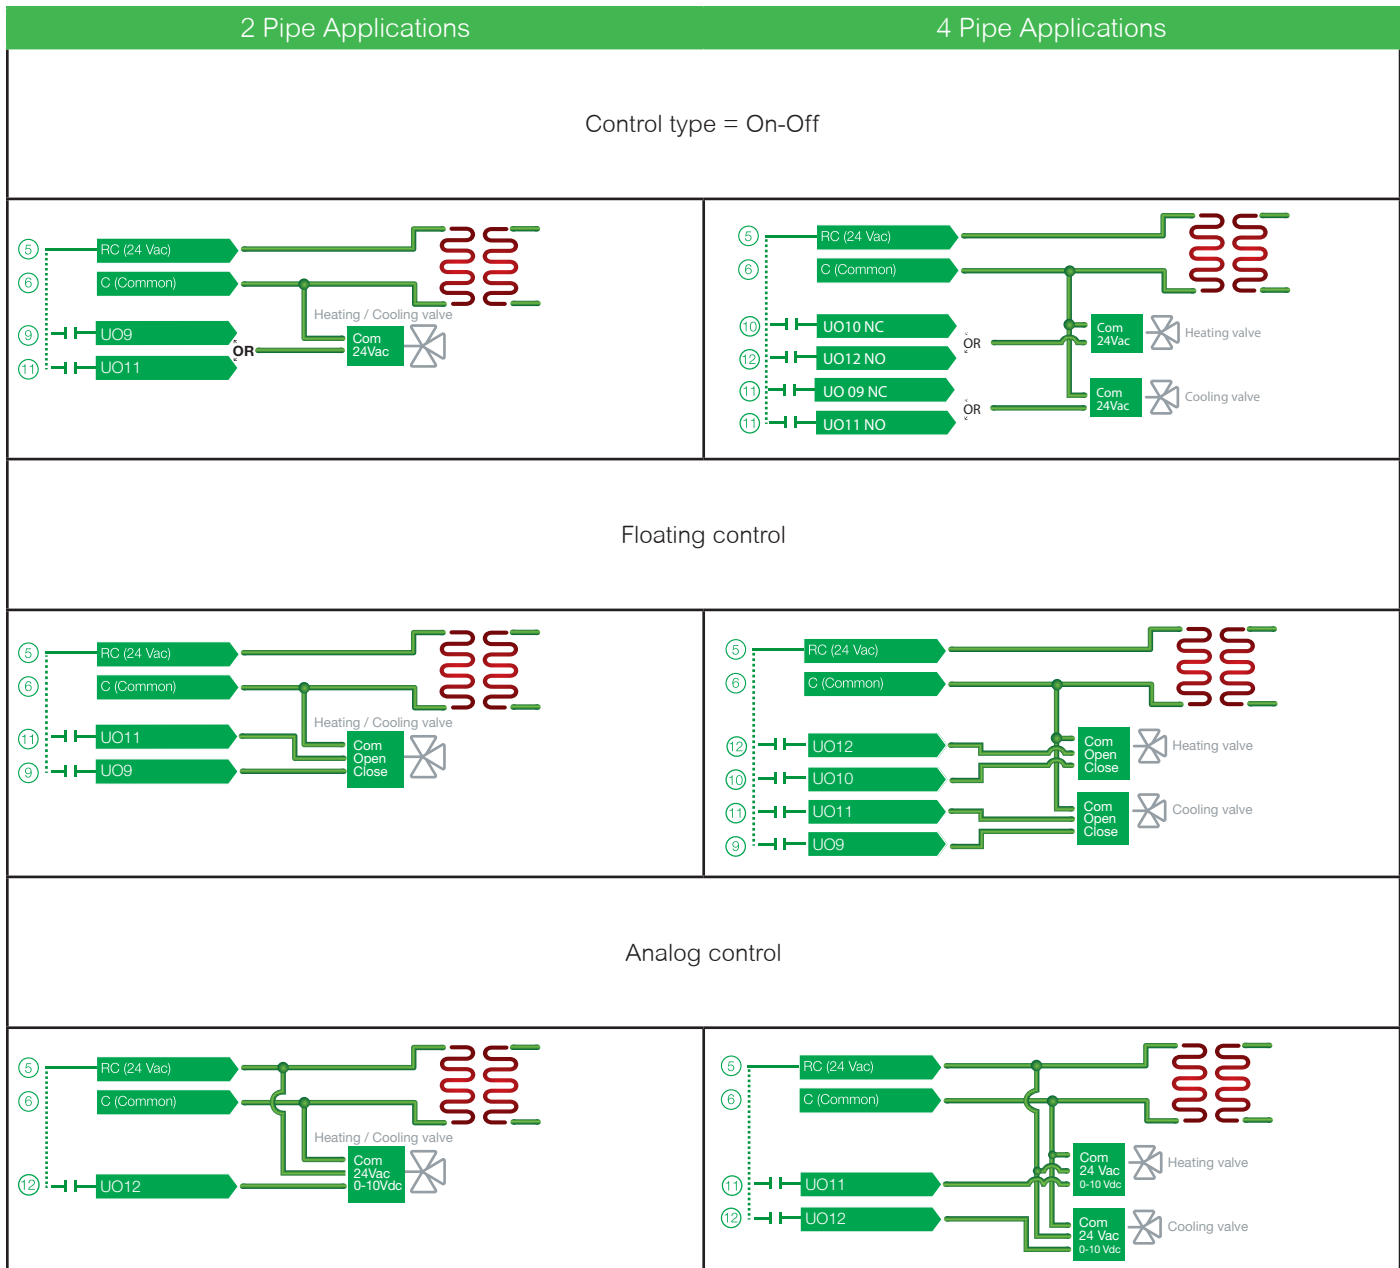 2 Pipe Applications
4 Pipe Applications
Control type = On-Off
5 RC (24 Vac)
6 C (Common)
Heating / Cooling valve
9 UO9
OR
Com
24Vac
11 UO11
5 RC (24 Vac)
6 C (Common)
10 UO10 NC
OR
Com
24Vac
Heating valve
12 UO12 NO
11 UO 09 NC
OR
Com
24Vac
Cooling valve
11 UO11 NO
Floating control
5 RC (24 Vac)
6 C (Common)
Heating / Cooling valve
11 UO11
Com
Open
Close
9 UO9
5 RC (24 Vac)
6 C (Common)
12 UO12
Com
Open
Close
Heating valve
10 UO10
11 UO11
Com
Open
Close
Cooling valve
9 UO9
Analog control
5 RC (24 Vac)
6 C (Common)
Heating / Cooling valve
Com
24Vac
0-10Vdc
12 UO12
5 RC (24 Vac)
6 C (Common)
Com
24 Vac
0-10 Vdc
Heating valve
11 UO11
12 UO12
Com
24 Vac
0-10 Vdc
Cooling valve